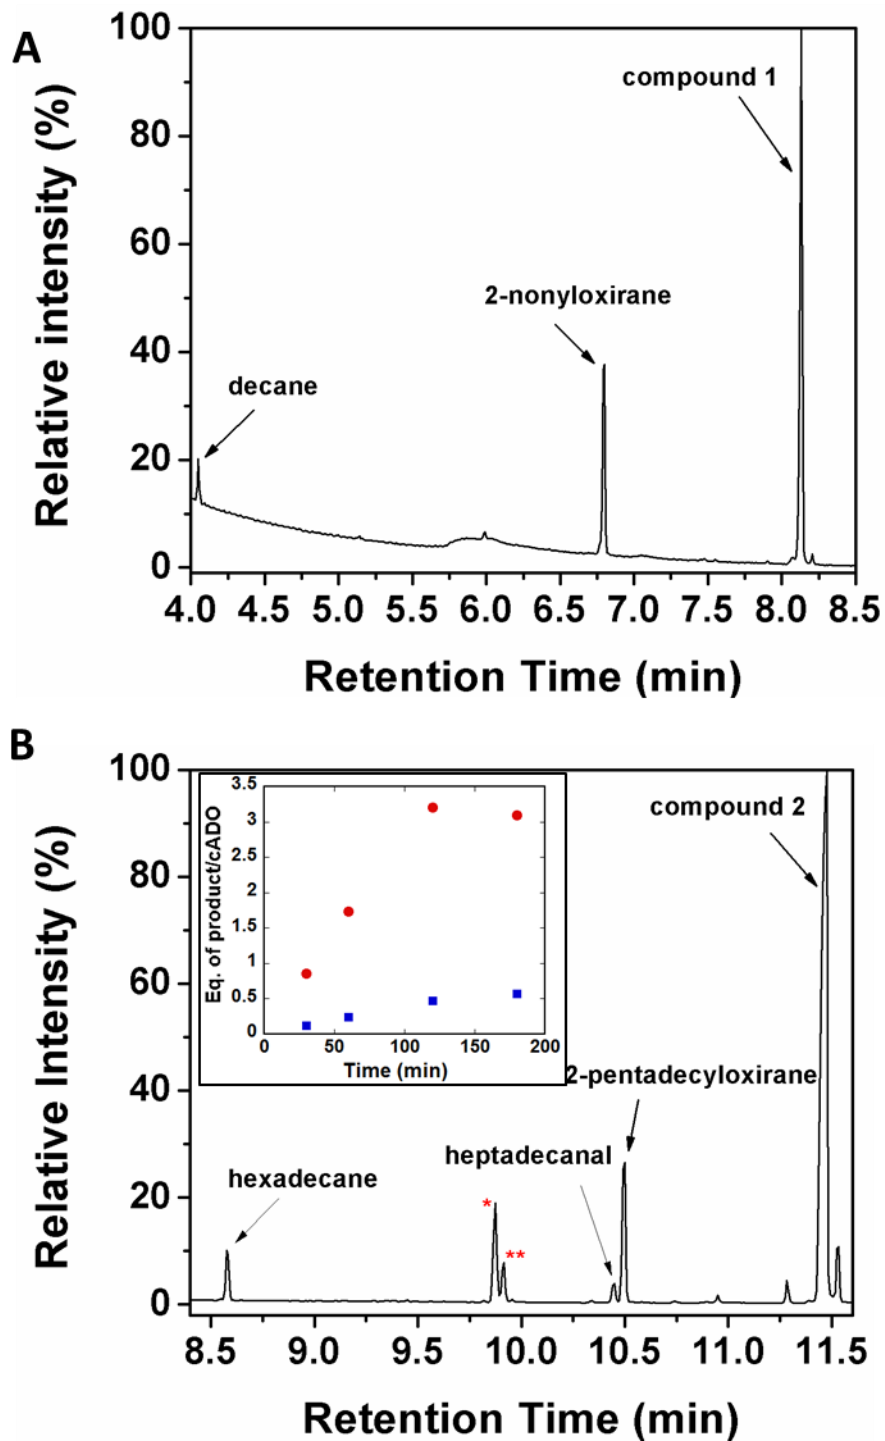 A
100
80
60
40
20
0
Relative intensity (%)
compound 1
2-nonyloxirane
decane
4.0 4.5 5.0 5.5 6.0 6.5 7.0 7.5 8.0 8.5
Retention Time (min)
B
100
80
60
40
20
0
Relative Intensity (%)
3.5
3
2.5
2
1.5
1
0.5
0
Eq. of product/cADO
0 50 100 150 200
Time (min)
compound 2
2-pentadecyloxirane
heptadecanal
hexadecane
*
**
8.5 9.0 9.5 10.0 10.5 11.0 11.5
Retention Time (min)